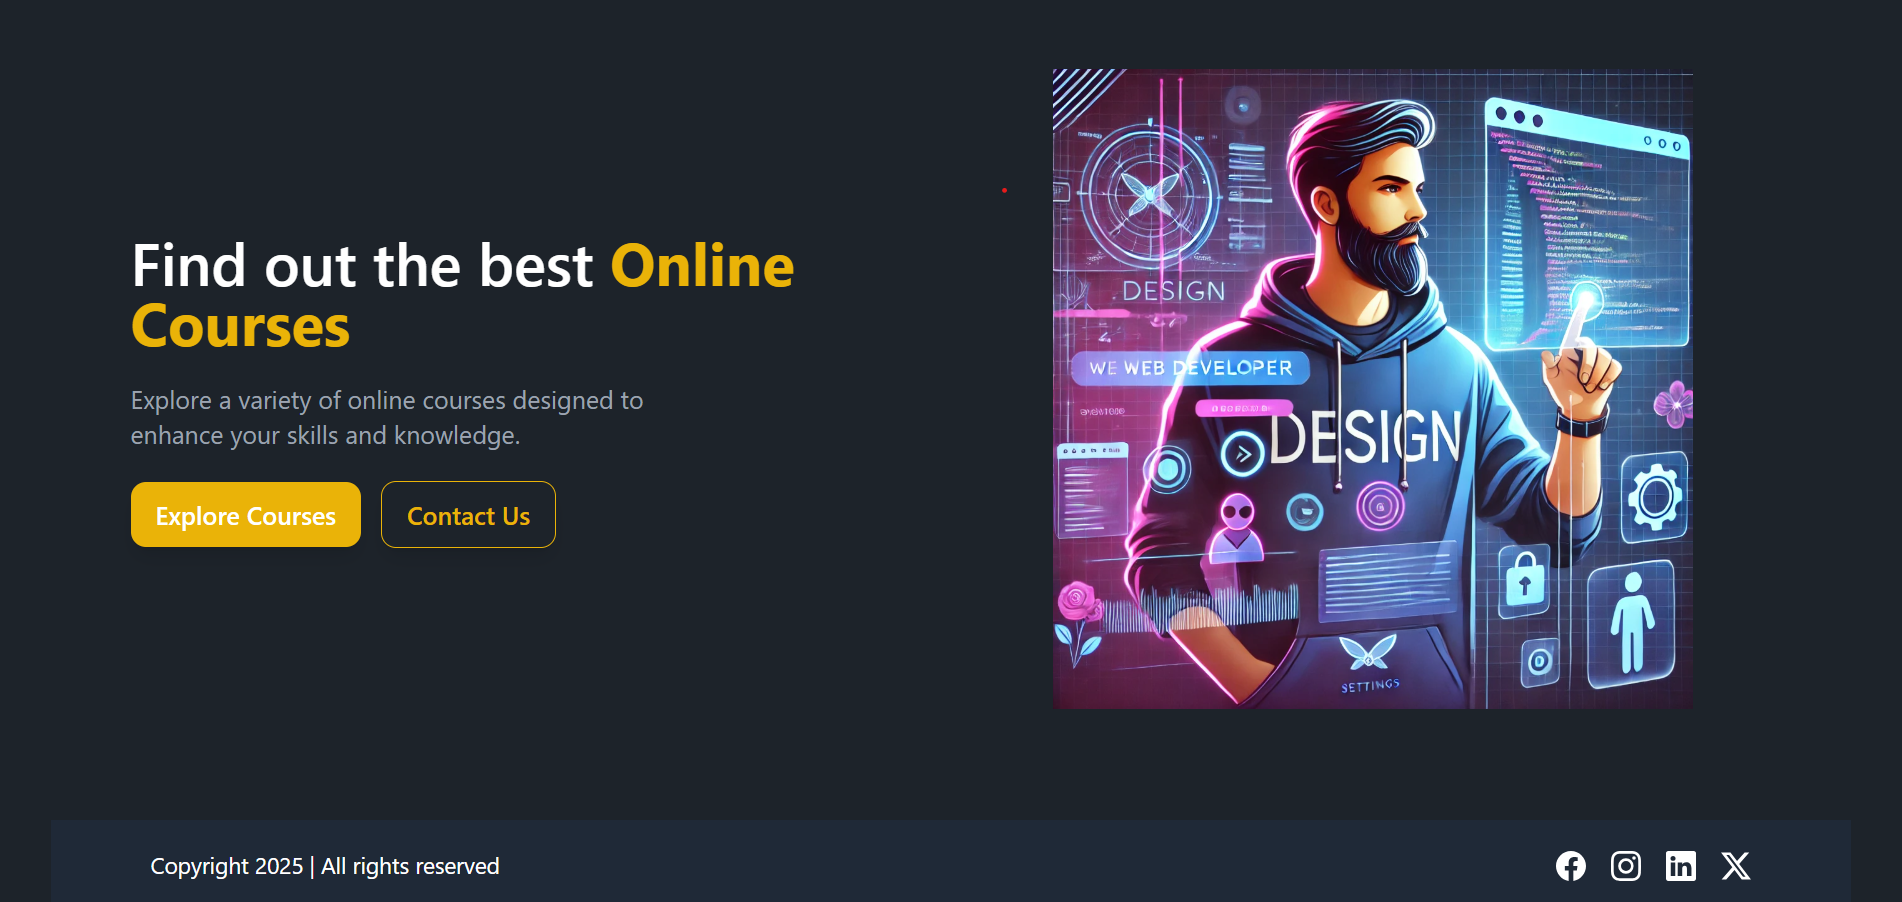 Find out the best Online
Courses
Explore a variety of online courses designed to
enhance your skills and knowledge.
Explore Courses
Contact Us
DESIGN
WE WEB DEVELOPER
DESIGN
SETTINGS
Copyright 2025 | All rights reserved